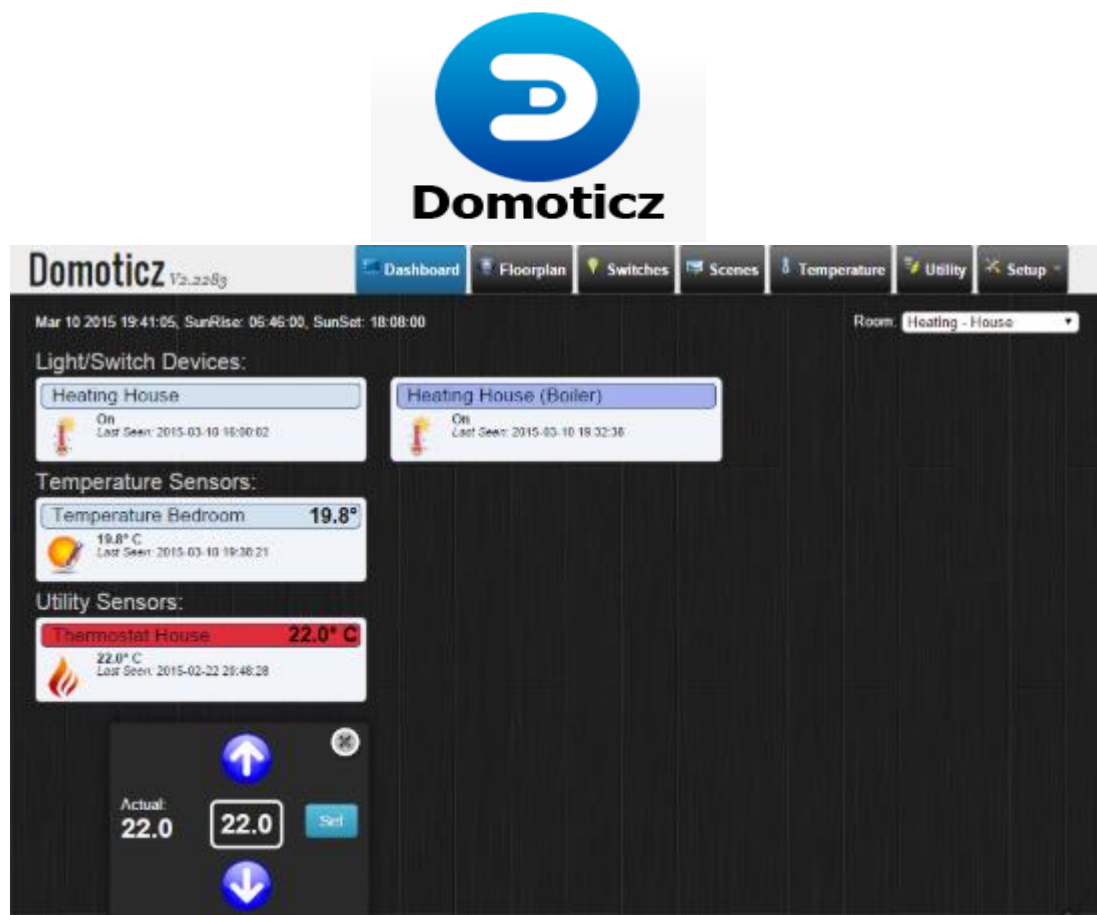 Domoticz
Domoticz V2.2283
Dashboard Floorplan Switches Scenes Temperature Utility Setup
Mar 10 2015 19:41:05, SunRise: 06:46:00, SunSet: 18:08:00
Room: Heating - House
Light/Switch Devices:
Heating House
On
Last Seen: 2015-03-10 16:00:02
Heating House (Boiler)
On
Last Seen: 2015-03-10 19:32:36
Temperature Sensors:
Temperature Bedroom 19.8°
19.8° C
Last Seen: 2015-03-10 19:38:21
Utility Sensors:
Thermostat House 22.0° C
22.0° C
Last Seen: 2015-02-22
Actual:
22.0
22.0
Set